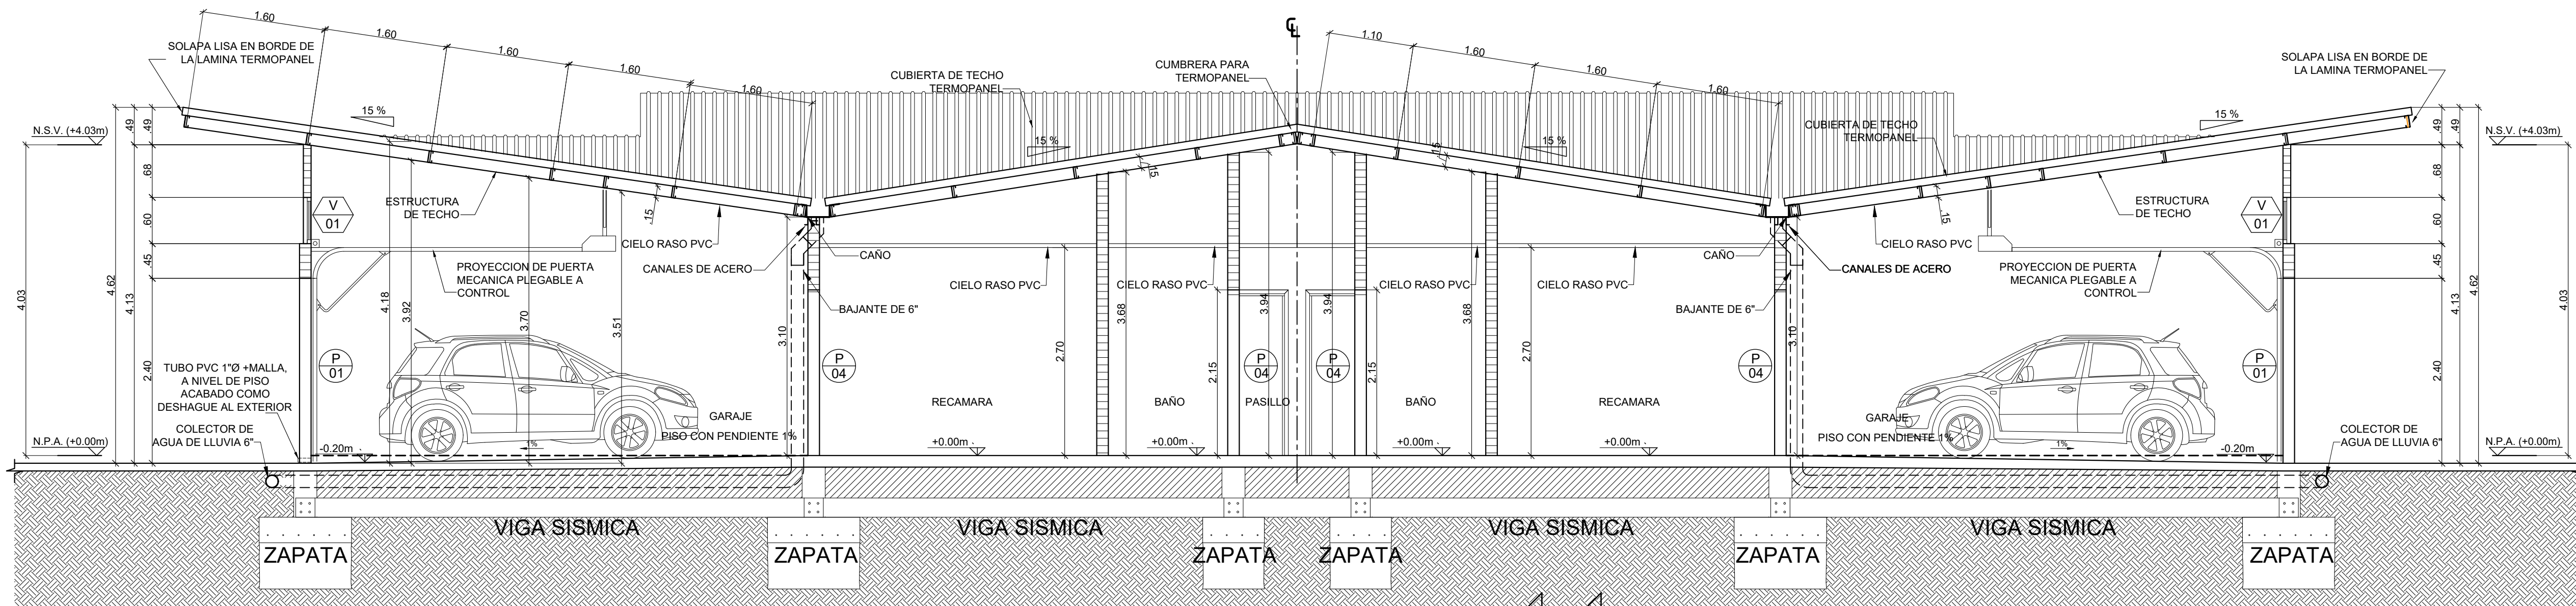 1.60
1.60
1.60
1.60
1.60
℄
1.10
1.60
1.60
1.60
SOLAPA LISA EN BORDE DE
LA LAMINA TERMOPANEL
CUBIERTA DE TECHO
TERMOPANEL
CUMBRERA PARA
TERMOPANEL
SOLAPA LISA EN BORDE DE
LA LAMINA TERMOPANEL
15 %
15 %
15 %
15 %
CUBIERTA DE TECHO
TERMOPANEL
N.S.V. (+4.03m)
N.S.V. (+4.03m)
.49
.49
.68
.60
.45
2.40
4.03
4.62
4.13
.49
.49
.68
.60
.45
2.40
4.13
4.62
4.03
V
01
V
01
ESTRUCTURA
DE TECHO
ESTRUCTURA
DE TECHO
.15
.15
.15
.15
CIELO RASO PVC
CIELO RASO PVC
CAÑO
CAÑO
CANALES DE ACERO
CANALES DE ACERO
PROYECCION DE PUERTA
MECANICA PLEGABLE A
CONTROL
PROYECCION DE PUERTA
MECANICA PLEGABLE A
CONTROL
CIELO RASO PVC
CIELO RASO PVC
CIELO RASO PVC
CIELO RASO PVC
BAJANTE DE 6"
BAJANTE DE 6"
4.18
3.92
3.70
3.51
3.10
2.70
3.68
2.15
3.94
3.94
2.15
3.68
2.70
3.10
P
01
P
04
P
04
P
04
P
04
P
01
TUBO PVC 1"Ø +MALLA,
A NIVEL DE PISO
ACABADO COMO
DESHAGUE AL EXTERIOR
COLECTOR DE
AGUA DE LLUVIA 6"
GARAJE
PISO CON PENDIENTE 1%
RECAMARA
BAÑO
PASILLO
BAÑO
RECAMARA
GARAJE
PISO CON PENDIENTE 1%
COLECTOR DE
AGUA DE LLUVIA 6"
N.P.A. (+0.00m)
-0.20m
1%
+0.00m
+0.00m
+0.00m
+0.00m
1%
-0.20m
N.P.A. (+0.00m)
VIGA SISMICA
VIGA SISMICA
VIGA SISMICA
VIGA SISMICA
ZAPATA
ZAPATA
ZAPATA
ZAPATA
ZAPATA
ZAPATA